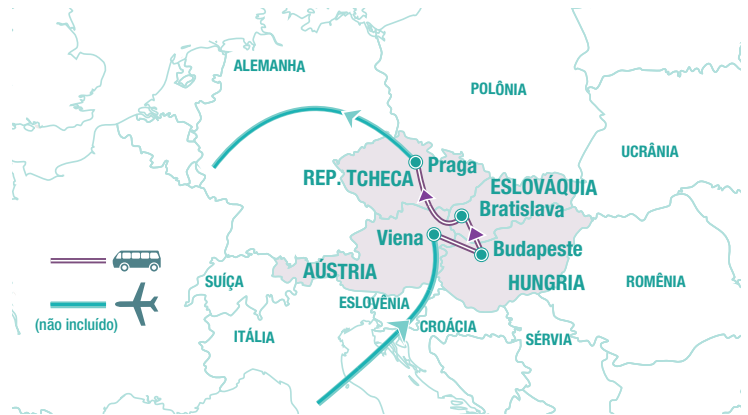 ALEMANHA
POLÔNIA
UCRÂNIA
Praga
REP. TCHECA
ESLOVÁQUIA
Bratislava
Viena
Budapeste
AÚSTRIA
HUNGRIA
SUÍÇA
ESLOVÊNIA
ROMÊNIA
(não incluído)
CROÁCIA
ITÁLIA
SÉRVIA